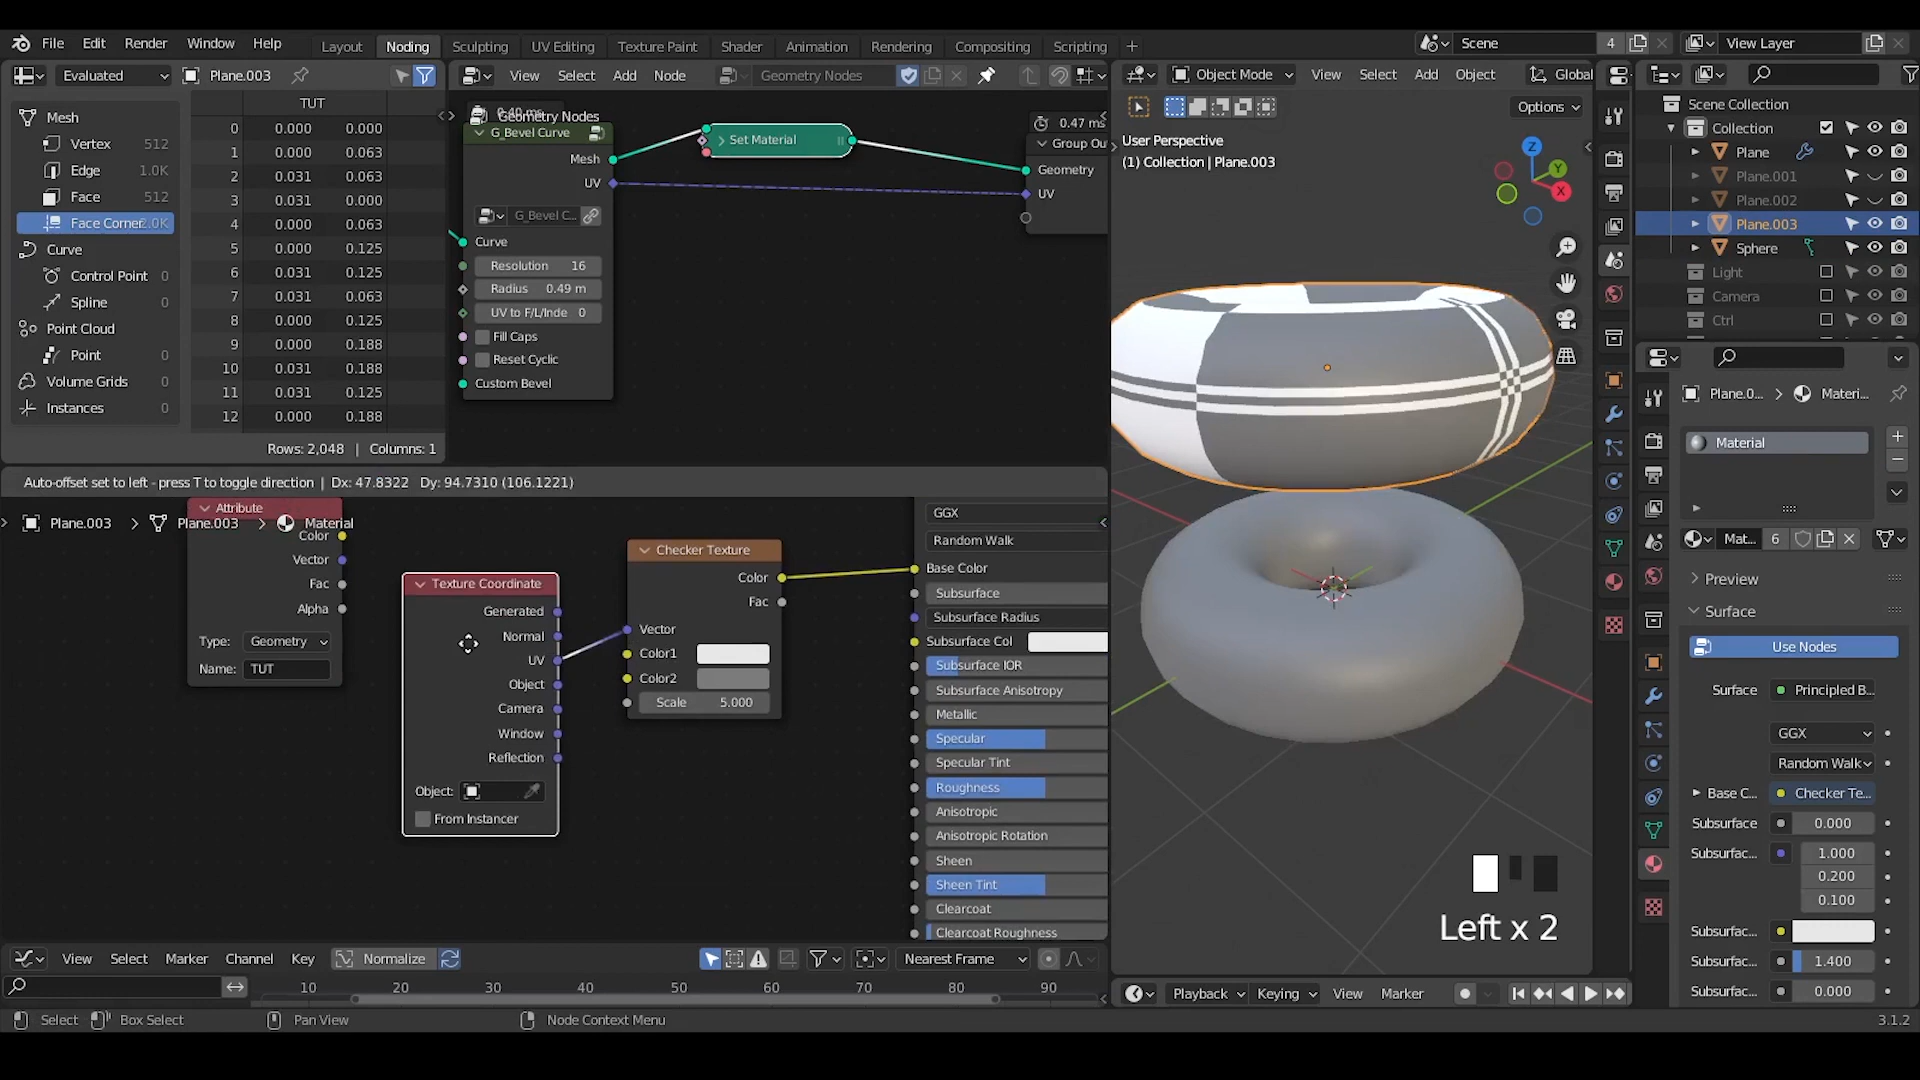 File Edit Render Window Help
Layout Noding Sculpting UV Editing Texture Paint Shader Animation Rendering Compositing Scripting +
Scene 4 View Layer
Evaluated Plane.003
View Select Add Node Geometry Nodes
Object Mode View Select Add Object Global
Mesh
Vertex 512
Edge 1.0K
Face 512
Face Corner 2.0K
Curve
Control Point 0
Spline 0
Point Cloud
Point 0
Volume Grids 0
Instances 0
TUT
0 0.000 0.000
1 0.000 0.063
2 0.031 0.063
3 0.031 0.000
4 0.000 0.063
5 0.000 0.125
6 0.031 0.125
7 0.031 0.063
8 0.000 0.125
9 0.000 0.188
10 0.031 0.188
11 0.031 0.125
12 0.000 0.188
Rows: 2,048 | Columns: 1
0.40 ms
Geometry Nodes
G_Bevel Curve
Mesh
UV
G_Bevel C...
Curve
Resolution 16
Radius 0.49 m
UV to F/L/Inde 0
Fill Caps
Reset Cyclic
Custom Bevel
Set Material
0.47 ms
Group Ou
Geometry
UV
Options
User Perspective
(1) Collection | Plane.003
Z
Y
X
Left x 2
Scene Collection
Collection
Plane
Plane.001
Plane.002
Plane.003
Sphere
Light
Camera
Ctrl
Auto-offset set to left - press T to toggle direction | Dx: 47.8322 Dy: 94.7310 (106.1221)
Plane.003 > Plane.003 > Material
Attribute
Color
Vector
Fac
Alpha
Type: Geometry
Name: TUT
Texture Coordinate
Generated
Normal
UV
Object
Camera
Window
Reflection
Object:
From Instancer
Checker Texture
Color
Fac
Vector
Color1
Color2
Scale 5.000
GGX
Random Walk
Base Color
Subsurface
Subsurface Radius
Subsurface Col
Subsurface IOR
Subsurface Anisotropy
Metallic
Specular
Specular Tint
Roughness
Anisotropic
Anisotropic Rotation
Sheen
Sheen Tint
Clearcoat
Clearcoat Roughness
Plane.0... > Materi...
Material
Mat... 6
Preview
Surface
Use Nodes
Surface Principled B...
GGX
Random Walk
Base C... Checker Te...
Subsurface 0.000
Subsurfac... 1.000
0.200
0.100
Subsurfac...
Subsurfac... 1.400
Subsurfac... 0.000
View Select Marker Channel Key Normalize Nearest Frame
10 20 30 40 50 60 70 80 90
Playback Keying View Marker
Select Box Select Pan View Node Context Menu 3.1.2